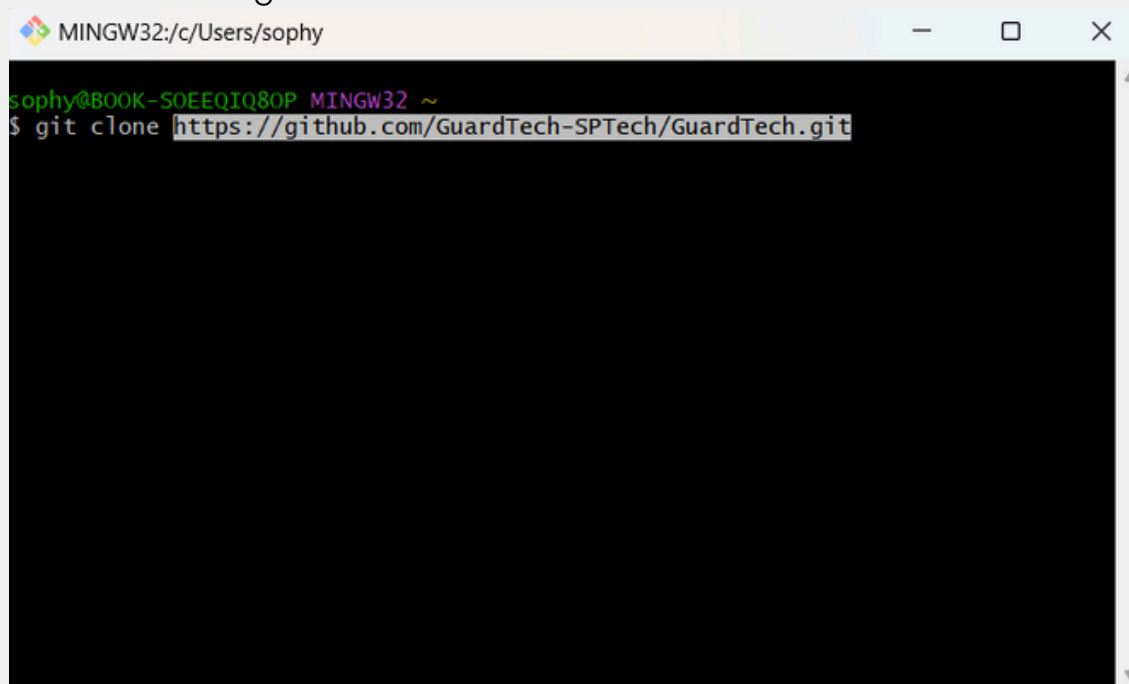 MINGW32:/c/Users/sophy
sophy@BOOK-SOEEQIQ8OP MINGW32 ~
$ git clone https://github.com/GuardTech-SPTech/GuardTech.git